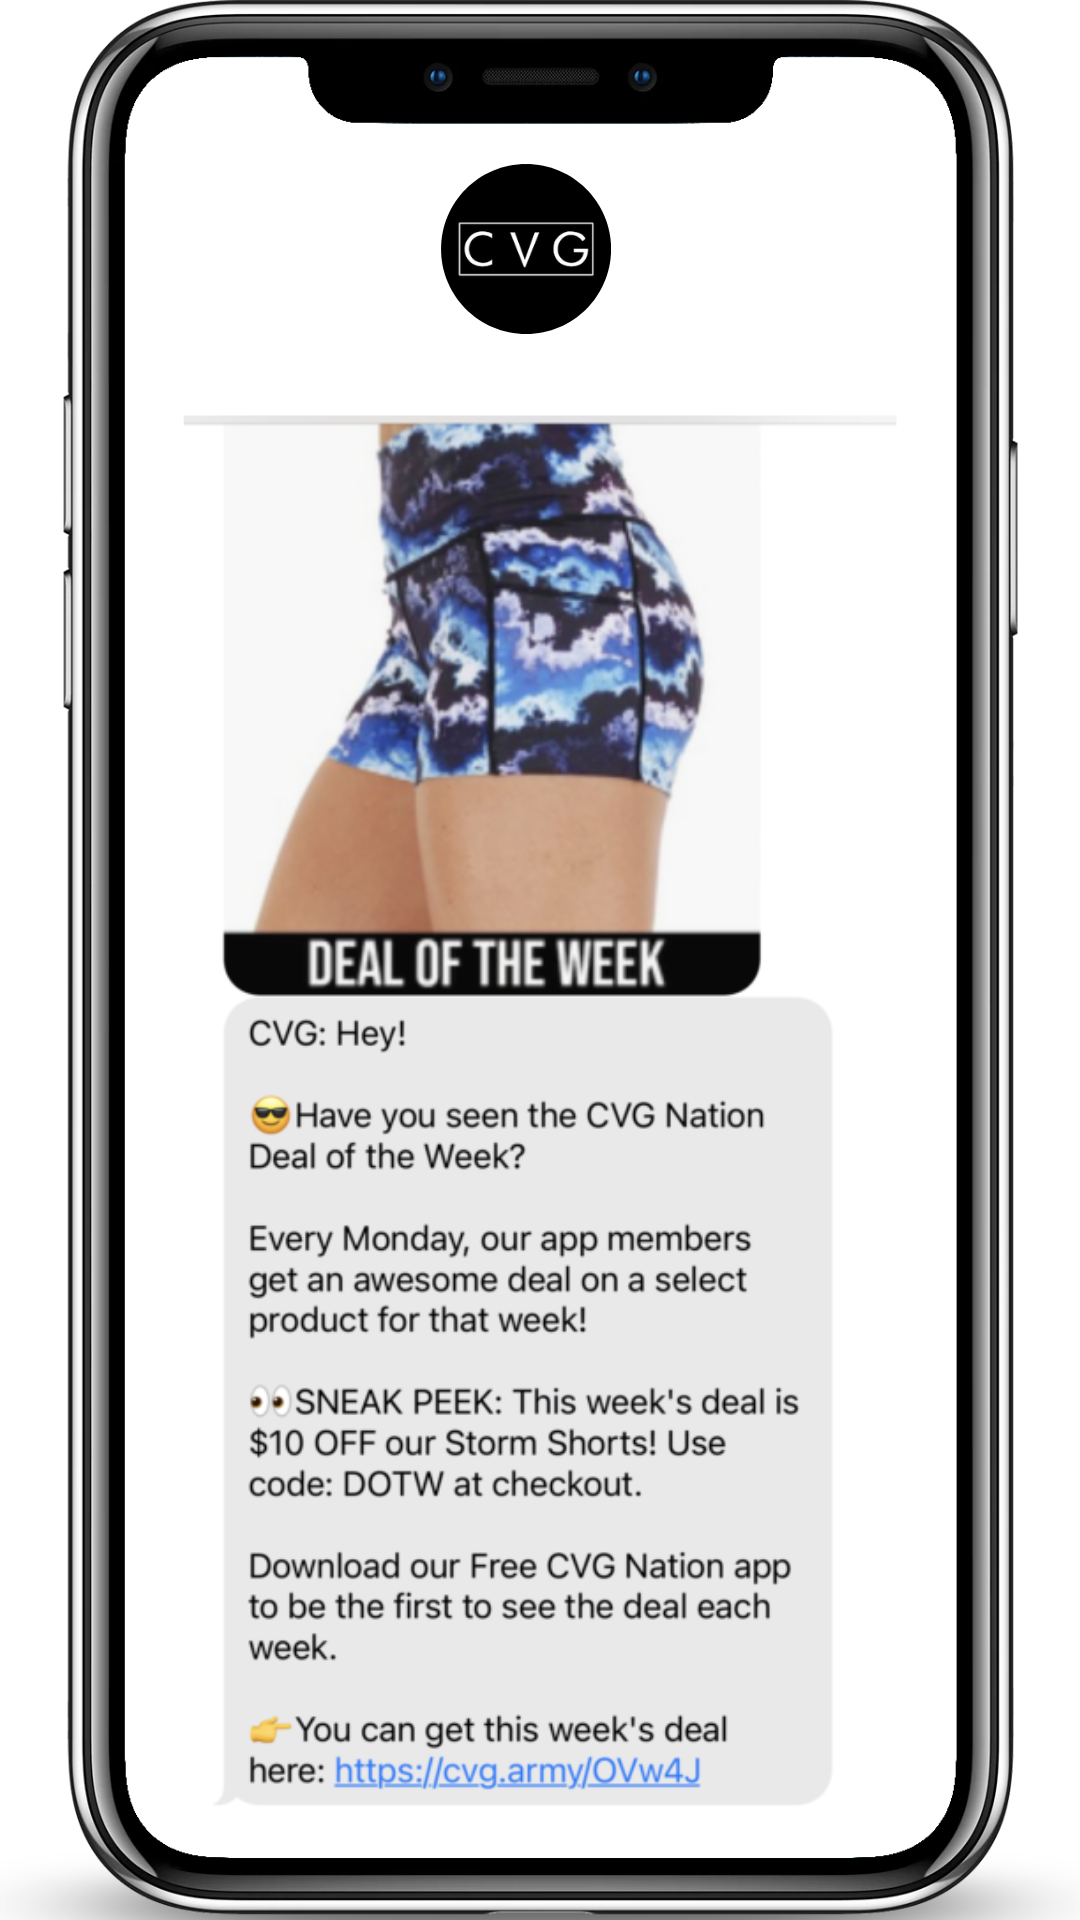 CVG
DEAL OF THE WEEK
CVG: Hey!
😎Have you seen the CVG Nation
Deal of the Week?
Every Monday, our app members
get an awesome deal on a select
product for that week!
👀SNEAK PEEK: This week's deal is
$10 OFF our Storm Shorts! Use
code: DOTW at checkout.
Download our Free CVG Nation app
to be the first to see the deal each
week.
👉You can get this week's deal
here: https://cvg.army/OVw4J